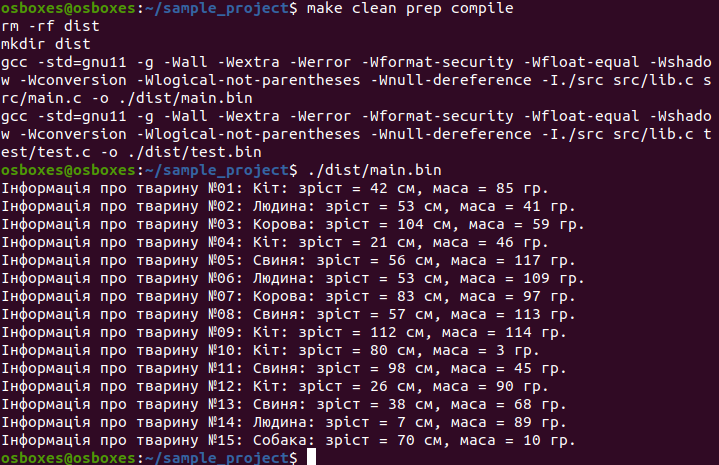 osboxes@osboxes:~/sample_project$ make clean prep compile
rm -rf dist
mkdir dist
gcc -std=gnu11 -g -Wall -Wextra -Werror -Wformat-security -Wfloat-equal -Wshado
w -Wconversion -Wlogical-not-parentheses -Wnull-dereference -I./src src/lib.c s
rc/main.c -o ./dist/main.bin
gcc -std=gnu11 -g -Wall -Wextra -Werror -Wformat-security -Wfloat-equal -Wshado
w -Wconversion -Wlogical-not-parentheses -Wnull-dereference -I./src src/lib.c t
est/test.c -o ./dist/test.bin
osboxes@osboxes:~/sample_project$ ./dist/main.bin
Інформація про тварину №01: Кіт: зріст = 42 см, маса = 85 гр.
Інформація про тварину №02: Людина: зріст = 53 см, маса = 41 гр.
Інформація про тварину №03: Корова: зріст = 104 см, маса = 59 гр.
Інформація про тварину №04: Кіт: зріст = 21 см, маса = 46 гр.
Інформація про тварину №05: Свиня: зріст = 56 см, маса = 117 гр.
Інформація про тварину №06: Людина: зріст = 53 см, маса = 109 гр.
Інформація про тварину №07: Корова: зріст = 83 см, маса = 97 гр.
Інформація про тварину №08: Свиня: зріст = 57 см, маса = 113 гр.
Інформація про тварину №09: Кіт: зріст = 112 см, маса = 114 гр.
Інформація про тварину №10: Кіт: зріст = 80 см, маса = 3 гр.
Інформація про тварину №11: Свиня: зріст = 98 см, маса = 45 гр.
Інформація про тварину №12: Кіт: зріст = 26 см, маса = 90 гр.
Інформація про тварину №13: Свиня: зріст = 38 см, маса = 68 гр.
Інформація про тварину №14: Людина: зріст = 7 см, маса = 89 гр.
Інформація про тварину №15: Собака: зріст = 70 см, маса = 10 гр.
osboxes@osboxes:~/sample_project$